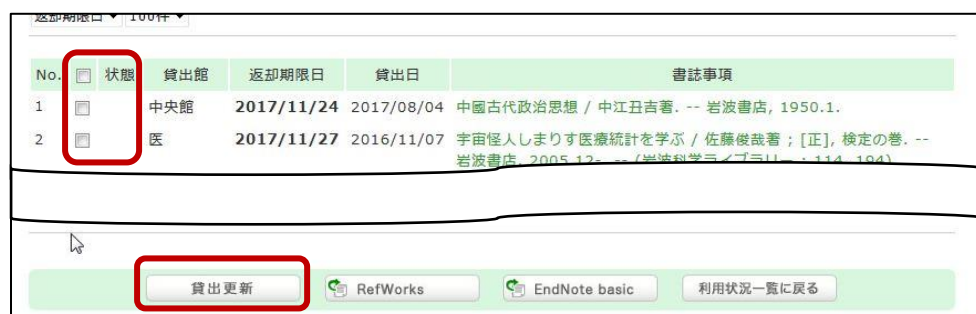 返却期限日 100件
No. 状態 貸出館 返却期限日 貸出日 書誌事項
1 中央館 2017/11/24 2017/08/04 中國古代政治思想 / 中江丑吉著. -- 岩波書店, 1950.1.
2 医 2017/11/27 2016/11/07 宇宙怪人しまりす医療統計を学ぶ / 佐藤俊哉著 ; [正], 検定の巻. --
岩波書店, 2005.12-. -- (岩波科学ライブラリー ; 114, 194)
貸出更新 RefWorks EndNote basic 利用状況一覧に戻る